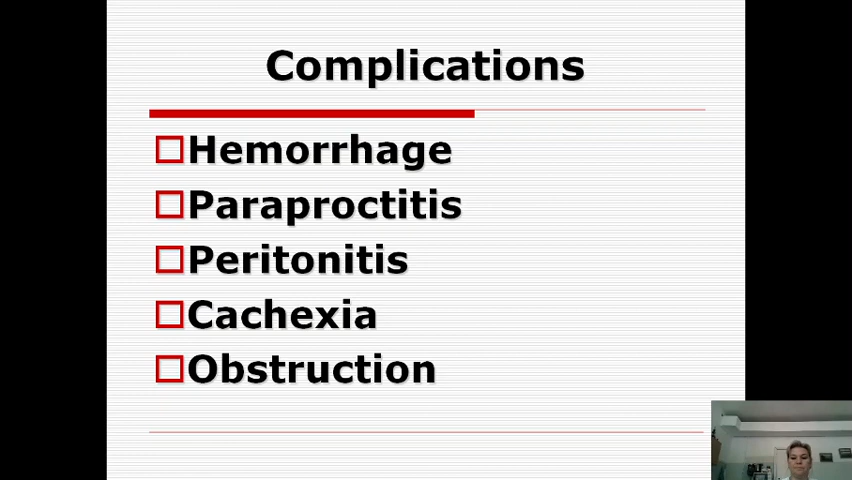 Complications
Hemorrhage
Paraproctitis
Peritonitis
Cachexia
Obstruction